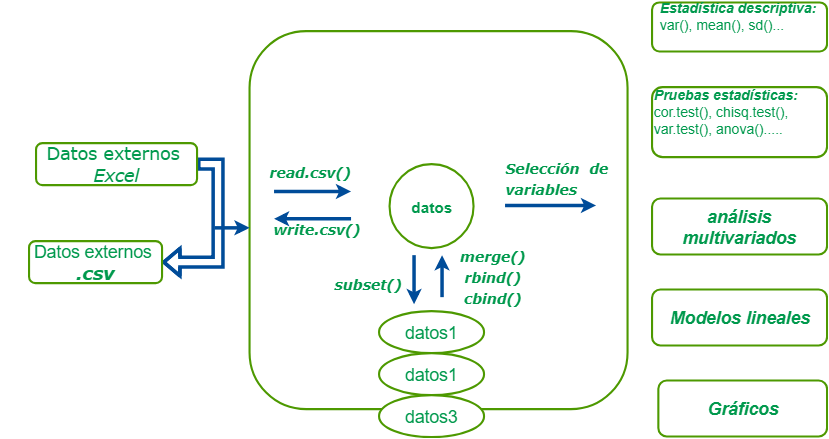 Datos externos
Excel
Datos externos
.csv
read.csv()
write.csv()
datos
Selección de
variables
subset()
merge()
rbind()
cbind()
datos1
datos1
datos3
Estadística descriptiva:
var(), mean(), sd()...
Pruebas estadísticas:
cor.test(), chisq.test(),
var.test(), anova().....
análisis
multivariados
Modelos lineales
Gráficos